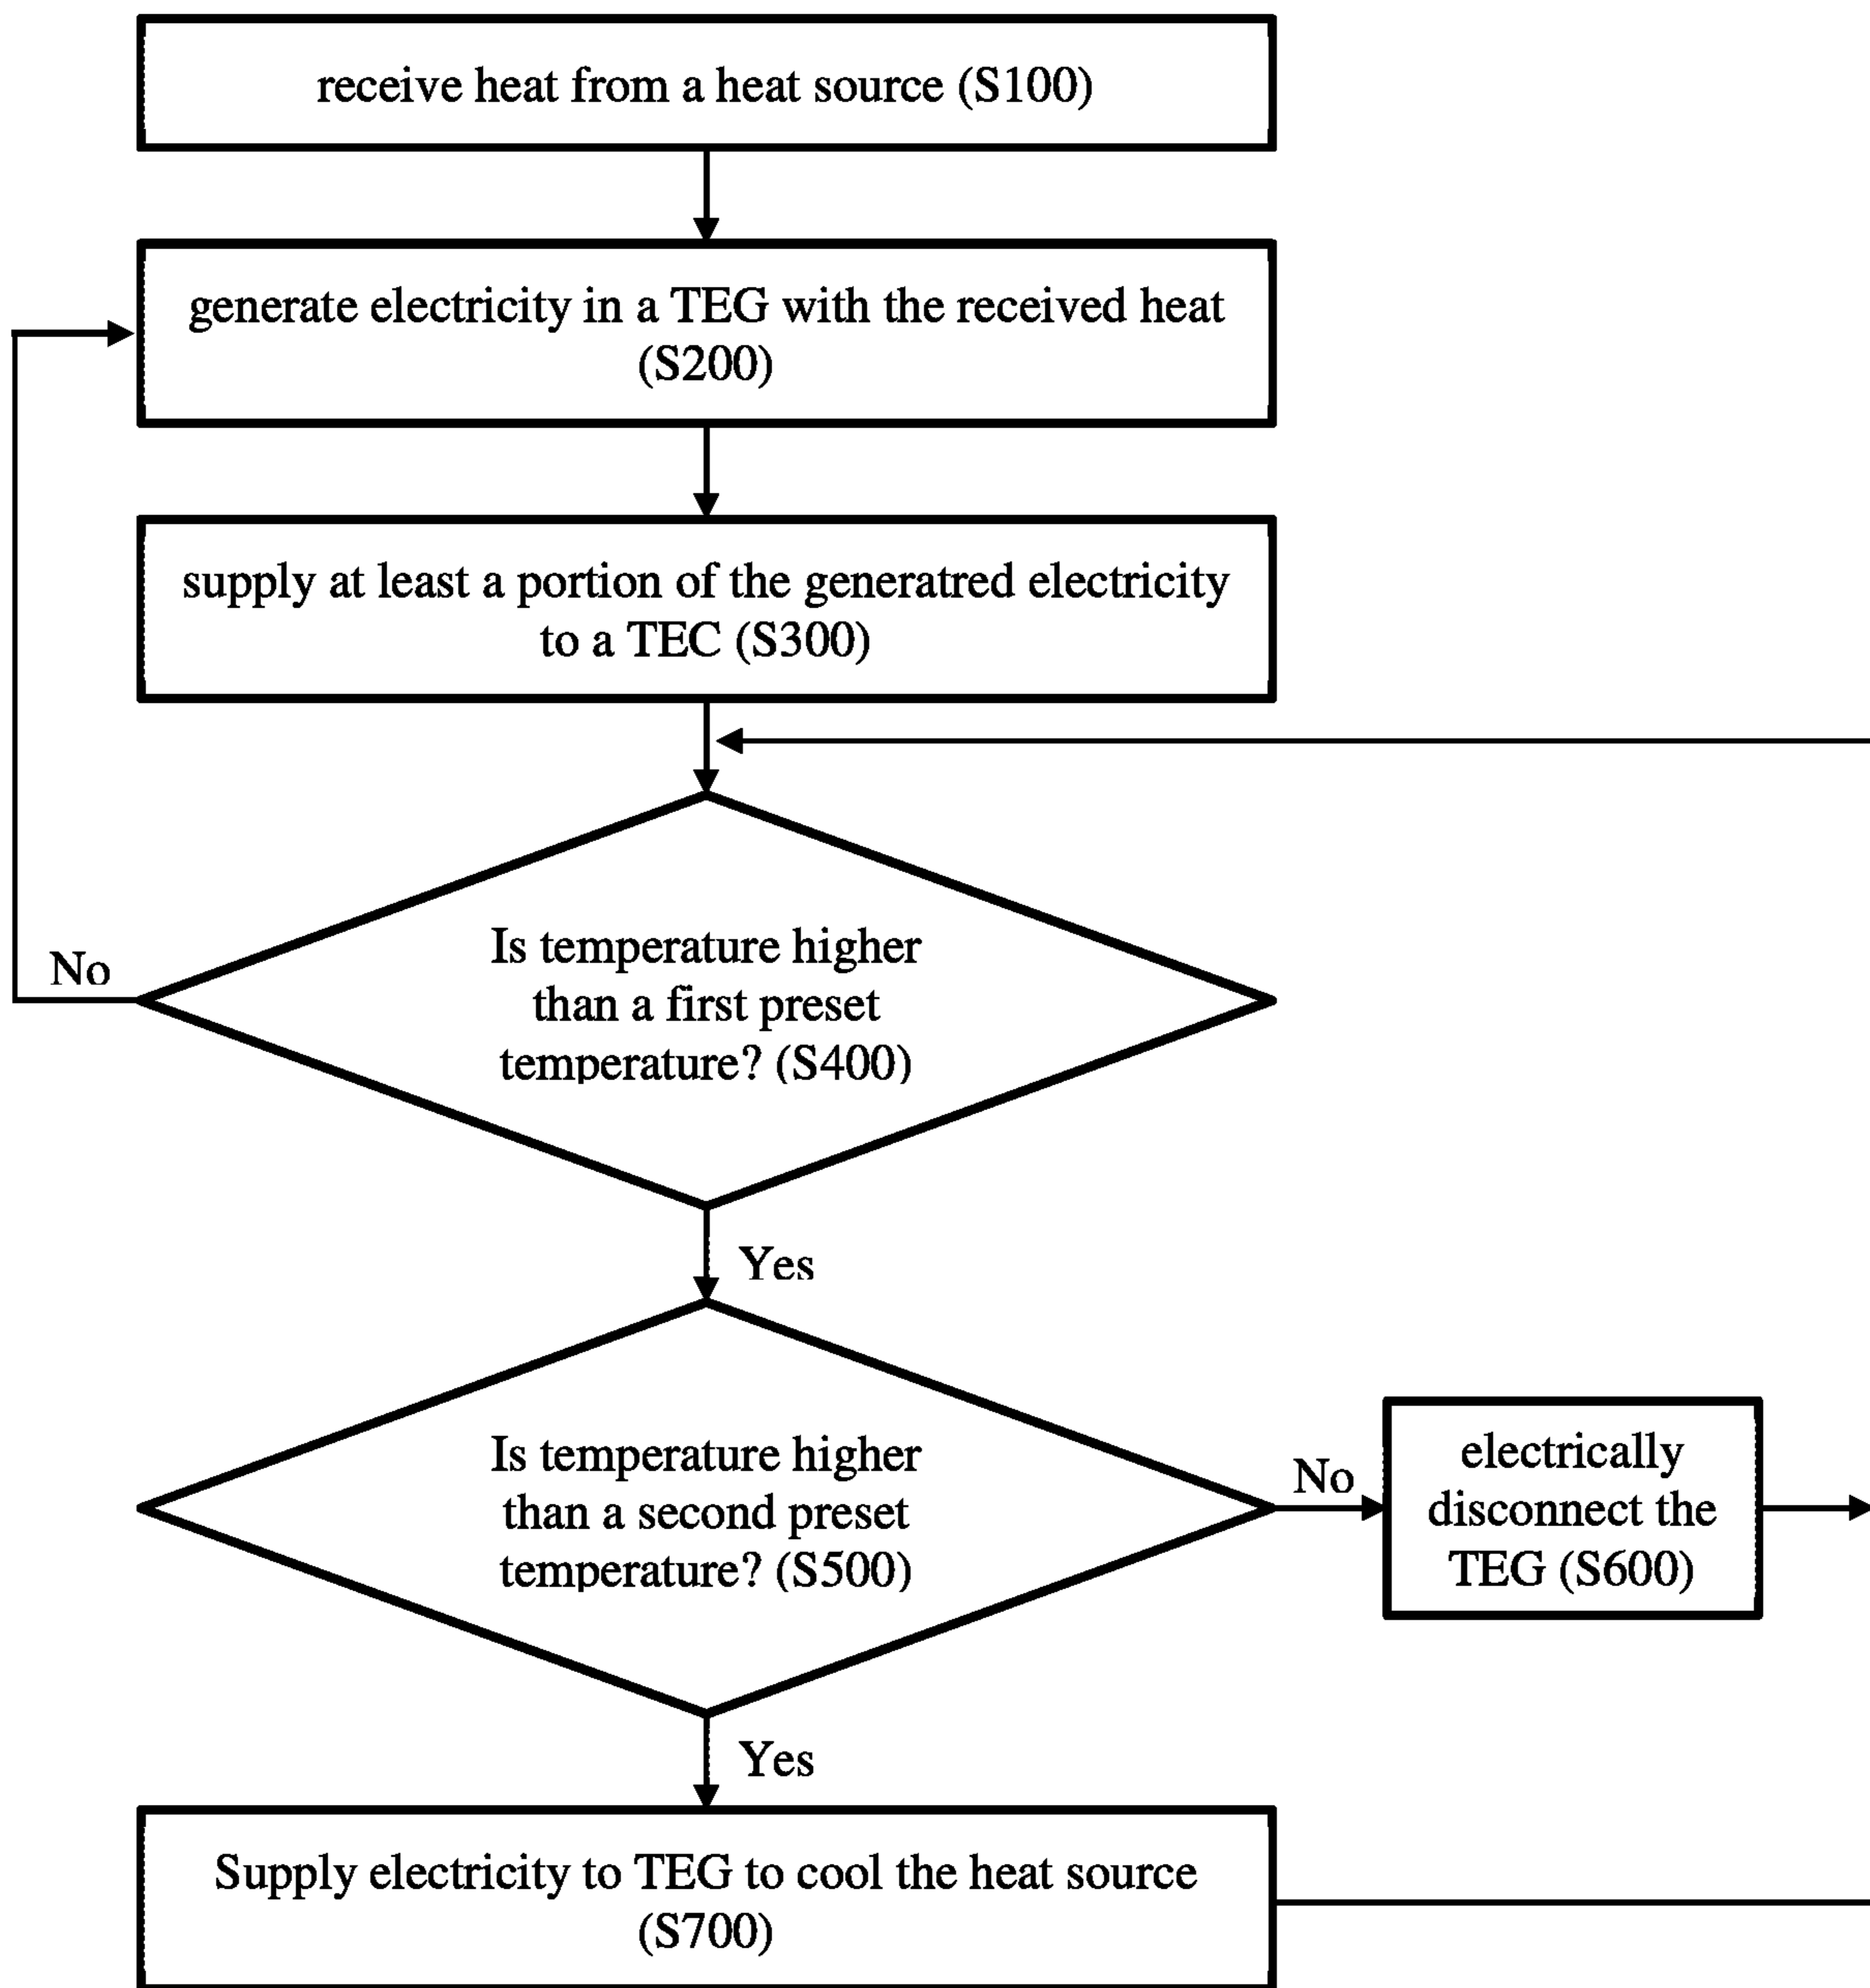 receive heat from a heat source (S100)
generate electricity in a TEG with the received heat
(S200)
supply at least a portion of the generatred electricity
to a TEC (S300)
Is temperature higher
than a first preset
temperature? (S400)
No
Yes
Is temperature higher
than a second preset
temperature? (S500)
No
electrically
disconnect the
TEG (S600)
Yes
Supply electricity to TEG to cool the heat source
(S700)